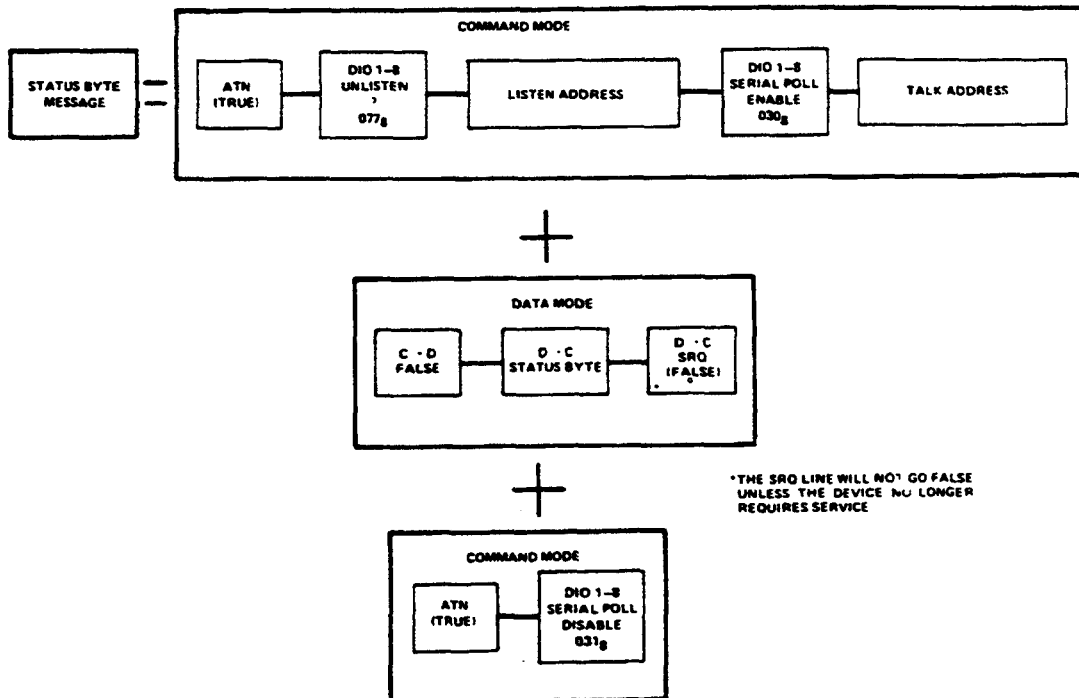 COMMAND MODE
STATUS BYTE
MESSAGE
ATN
(TRUE)
DIO 1–8
UNLISTEN
?
077₈
LISTEN ADDRESS
DIO 1–8
SERIAL POLL
ENABLE
030₈
TALK ADDRESS
DATA MODE
C - D
FALSE
D - C
STATUS BYTE
D - C
SRQ
(FALSE)
*
*THE SRQ LINE WILL NOT GO FALSE
UNLESS THE DEVICE NO LONGER
REQUIRES SERVICE
COMMAND MODE
ATN
(TRUE)
DIO 1–8
SERIAL POLL
DISABLE
031₈